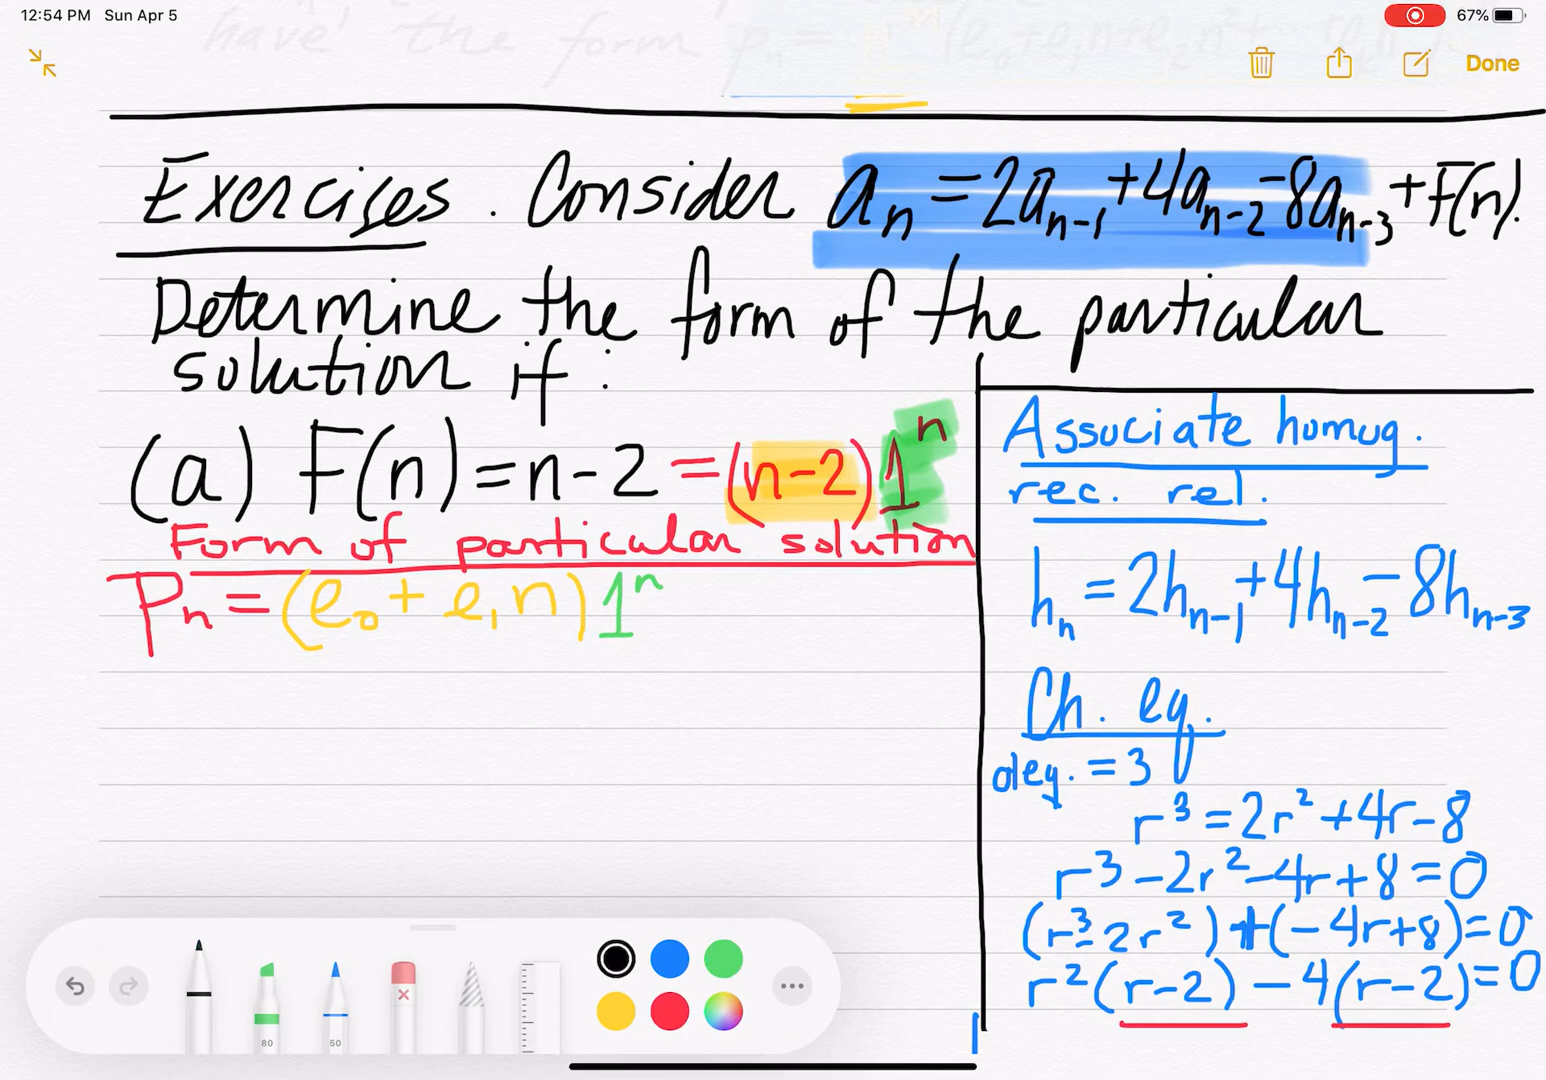 12:54 PM Sun Apr 5
67%
have the form
Done
Exercises. Consider aₙ = 2aₙ₋₁ + 4aₙ₋₂ - 8aₙ₋₃ + F(n).
Determine the form of the particular
solution if :
(a) F(n) = n-2 = (n-2) 1ⁿ
Form of particular solution
Pₙ = (e₀ + e₁n) 1ⁿ
Associate homog.
rec. rel.
hₙ = 2hₙ₋₁ + 4hₙ₋₂ - 8hₙ₋₃
Ch. eq.
deg. = 3
r³ = 2r² + 4r - 8
r³ - 2r² - 4r + 8 = 0
(r³ - 2r²) + (-4r + 8) = 0
r²(r-2) - 4(r-2) = 0
80
50